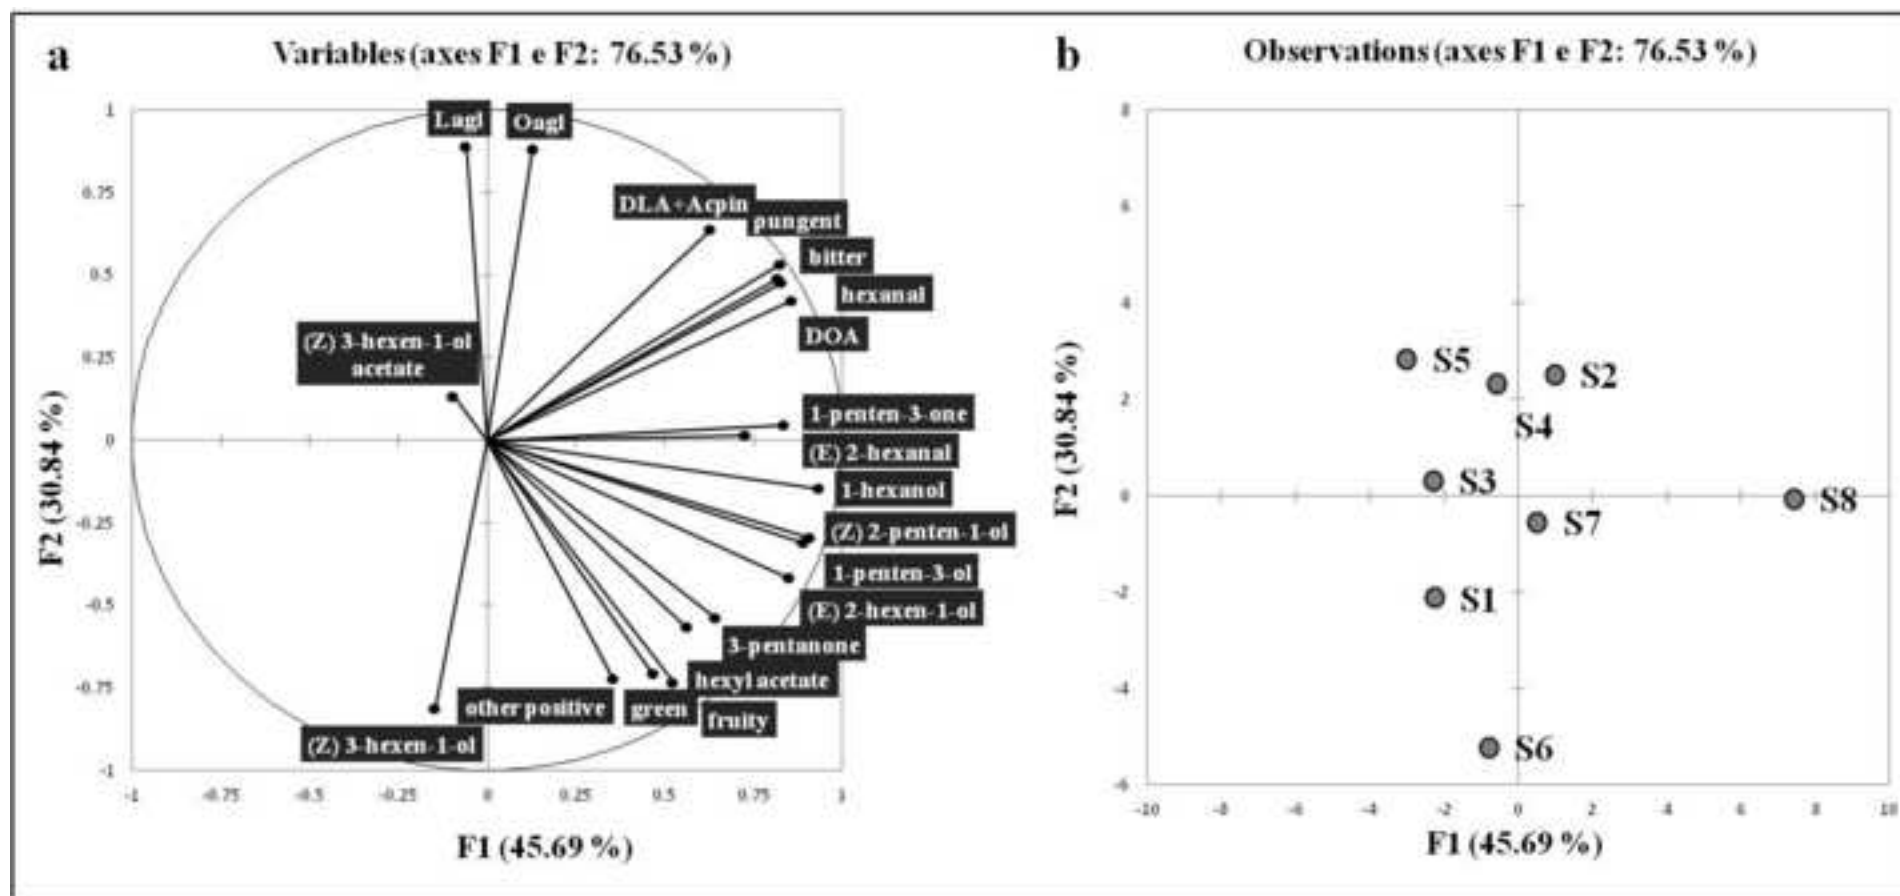 a
Variables (axes F1 e F2: 76.53 %)
1
0.75
0.5
0.25
0
-0.25
-0.5
-0.75
-1
F2 (30.84 %)
Lagl
Oagl
DLA+Acpin
pungent
bitter
hexanal
DOA
(Z) 3-hexen-1-ol
acetate
1-penten-3-one
(E) 2-hexanal
1-hexanol
(Z) 2-penten-1-ol
1-penten-3-ol
(E) 2-hexen-1-ol
3-pentanone
hexyl acetate
other positive
green
fruity
(Z) 3-hexen-1-ol
-1 -0.75 -0.5 -0.25 0 0.25 0.5 0.75 1
F1 (45.69 %)
b
Observations (axes F1 e F2: 76.53 %)
8
6
4
2
0
-2
-4
-6
F2 (30.84 %)
S5
S2
S4
S3
S8
S7
S1
S6
-10 -8 -6 -4 -2 0 2 4 6 8 10
F1 (45.69 %)